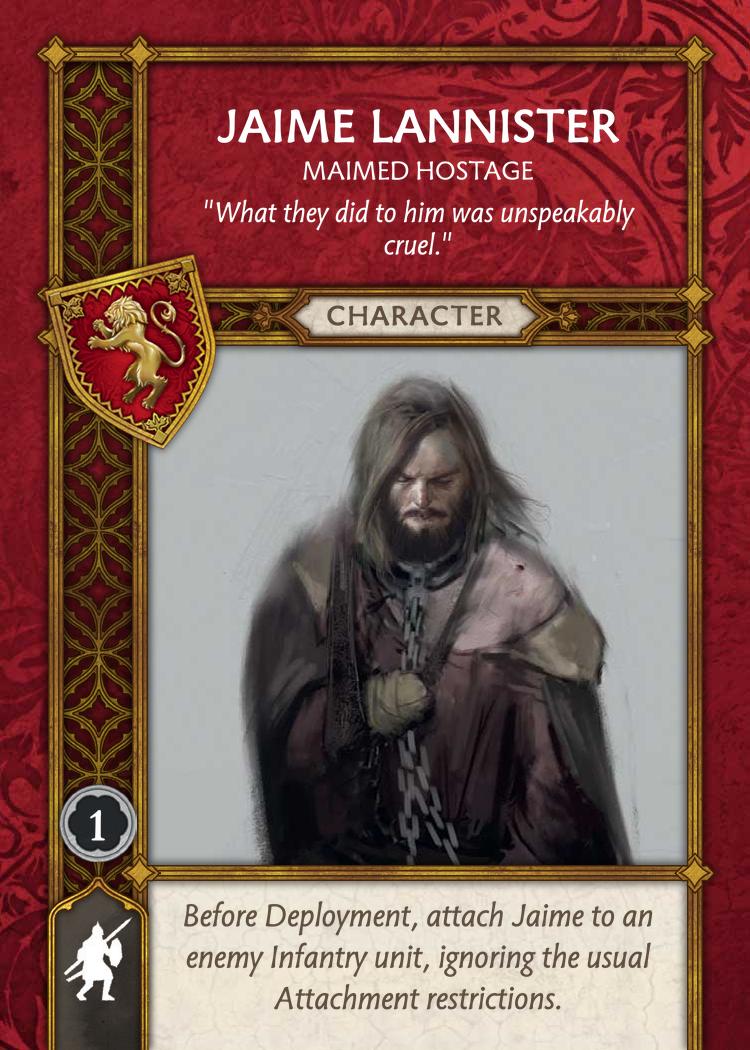 JAIME LANNISTER
MAIMED HOSTAGE
"What they did to him was unspeakably
cruel."
CHARACTER
1
Before Deployment, attach Jaime to an
enemy Infantry unit, ignoring the usual
Attachment restrictions.